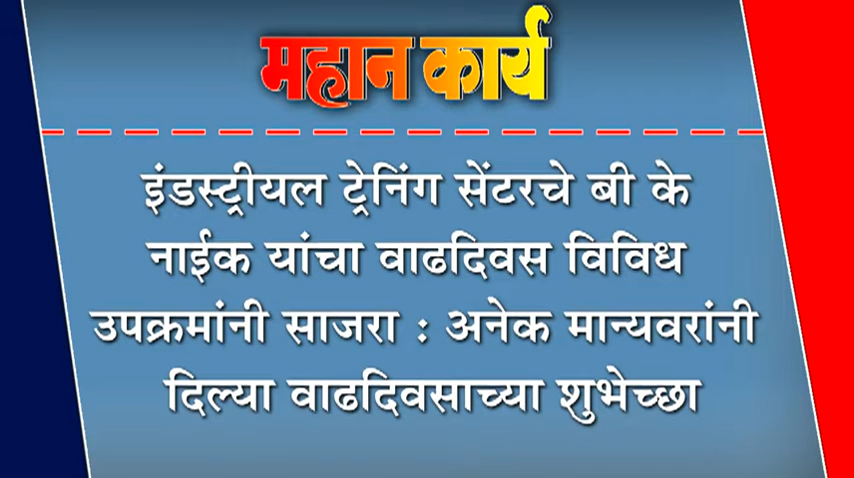 महान कार्य
इंडस्ट्रीयल ट्रेनिंग सेंटरचे बी के
नाईक यांचा वाढदिवस विविध
उपक्रमांनी साजरा : अनेक मान्यवरांनी
दिल्या वाढदिवसाच्या शुभेच्छा